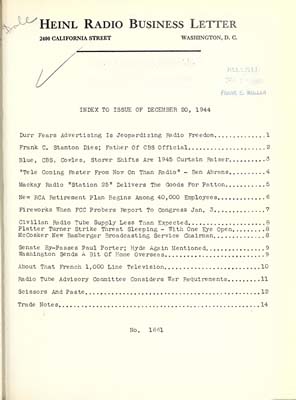 HEINL RADIO BUSINESS LETTER
2400 CALIFORNIA STREET WASHINGTON, D. C.
FRANK E. MULLEN
INDEX TO ISSUE OF DECEMBER 20, 1944
Durr Fears Advertising Is Jeopardizing Radio Freedom.............1
Frank C. Stanton Dies; Father Of CBS Official....................2
Blue, CBS, Cowles, Storer Shifts Are 1945 Curtain Raiser.........3
"Tele Coming Faster From Now On Than Radio" - Ben Abrams.........4
Mackay Radio "Station 25" Delivers The Goods For Patton..........5
New RCA Retirement Plan Begins Among 40,000 Employees............6
Fireworks When FCC Probers Report To Congress Jan. 3.............7
Civilian Radio Tube Supply Less Than Expected....................8
Platter Turner Strike Threat Sleeping - With One Eye Open........8
McCosker New Bamberger Broadcasting Service Chairman.............8
Senate By-Passes Paul Porter; Hyde Again Mentioned...............9
Washington Sends A Bit Of Home Overseas..........................9
About That French 1,000 Line Television.........................10
Radio Tube Advisory Committee Considers War Requirements........11
Scissors And Paste..............................................12
Trade Notes.....................................................14
No. 1661